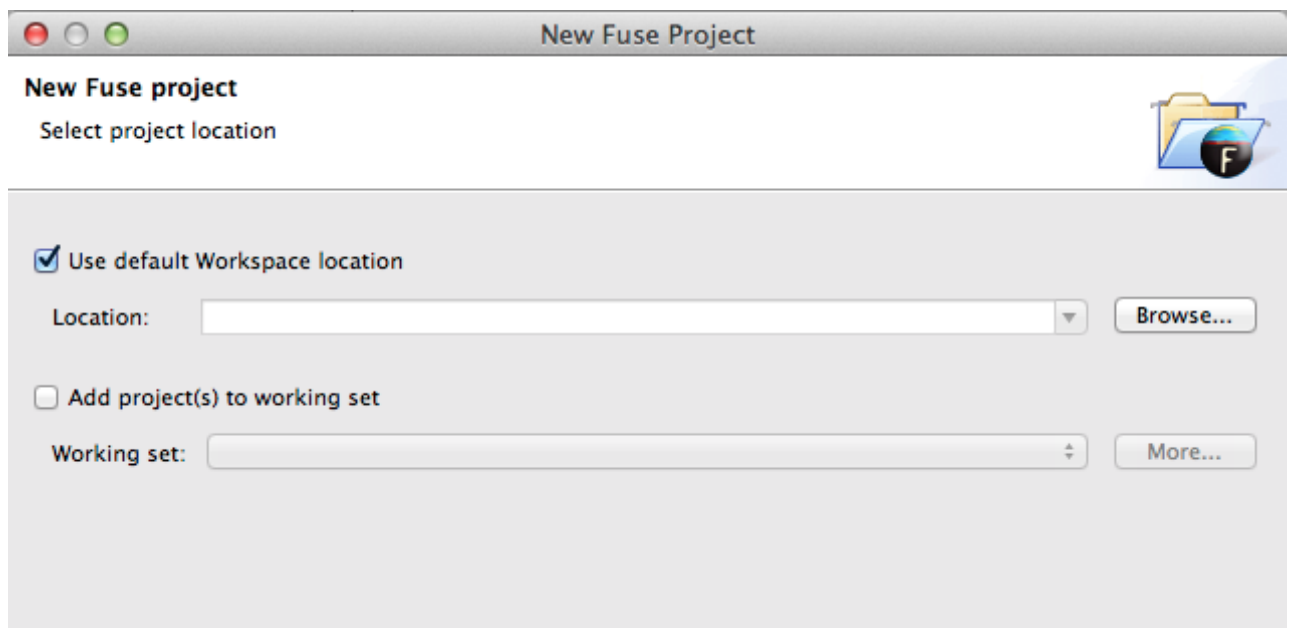 New Fuse Project
New Fuse project
Select project location
F
Use default Workspace location
Location:
Browse...
Add project(s) to working set
Working set:
More...